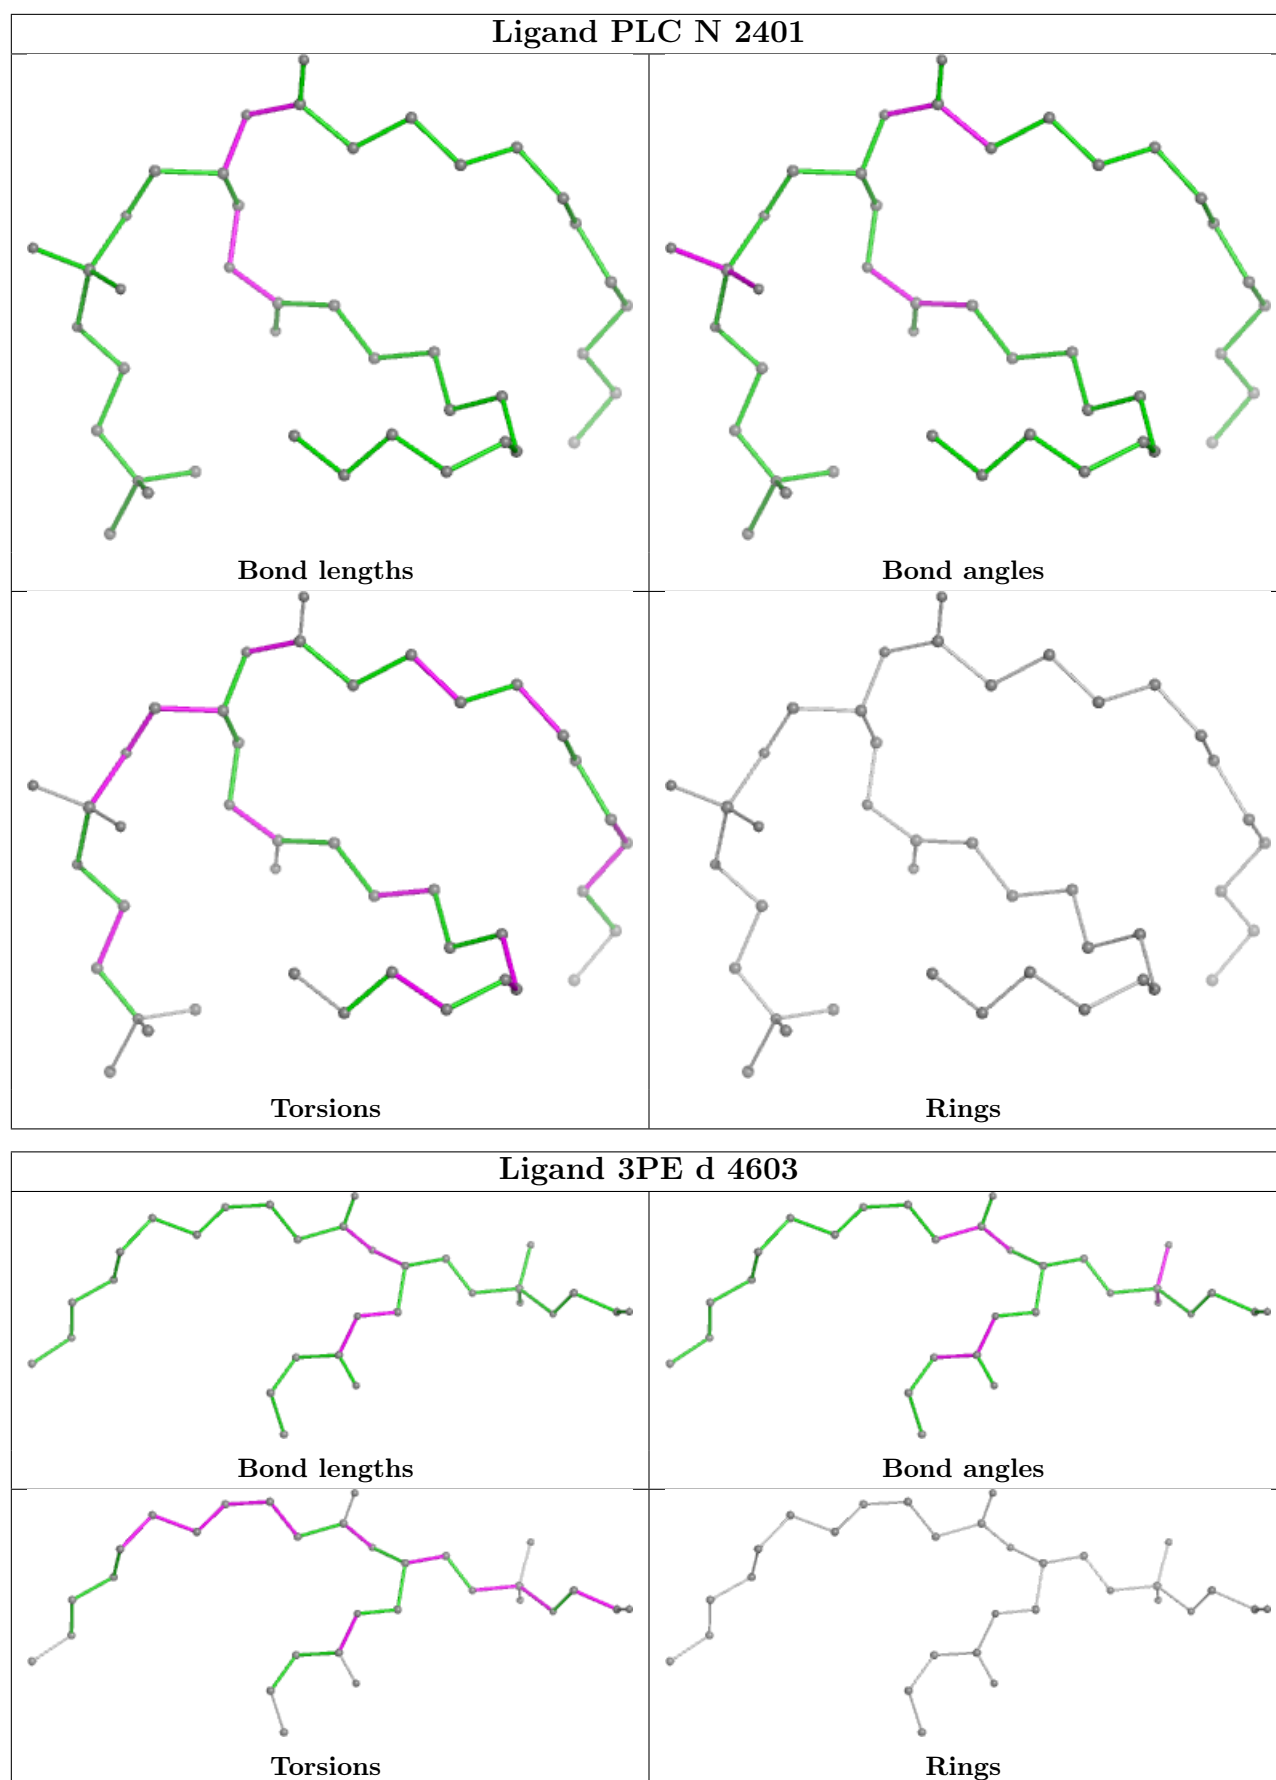 Ligand PLC N 2401
Bond lengths
Bond angles
Torsions
Rings
Ligand 3PE d 4603
Bond lengths
Bond angles
Torsions
Rings